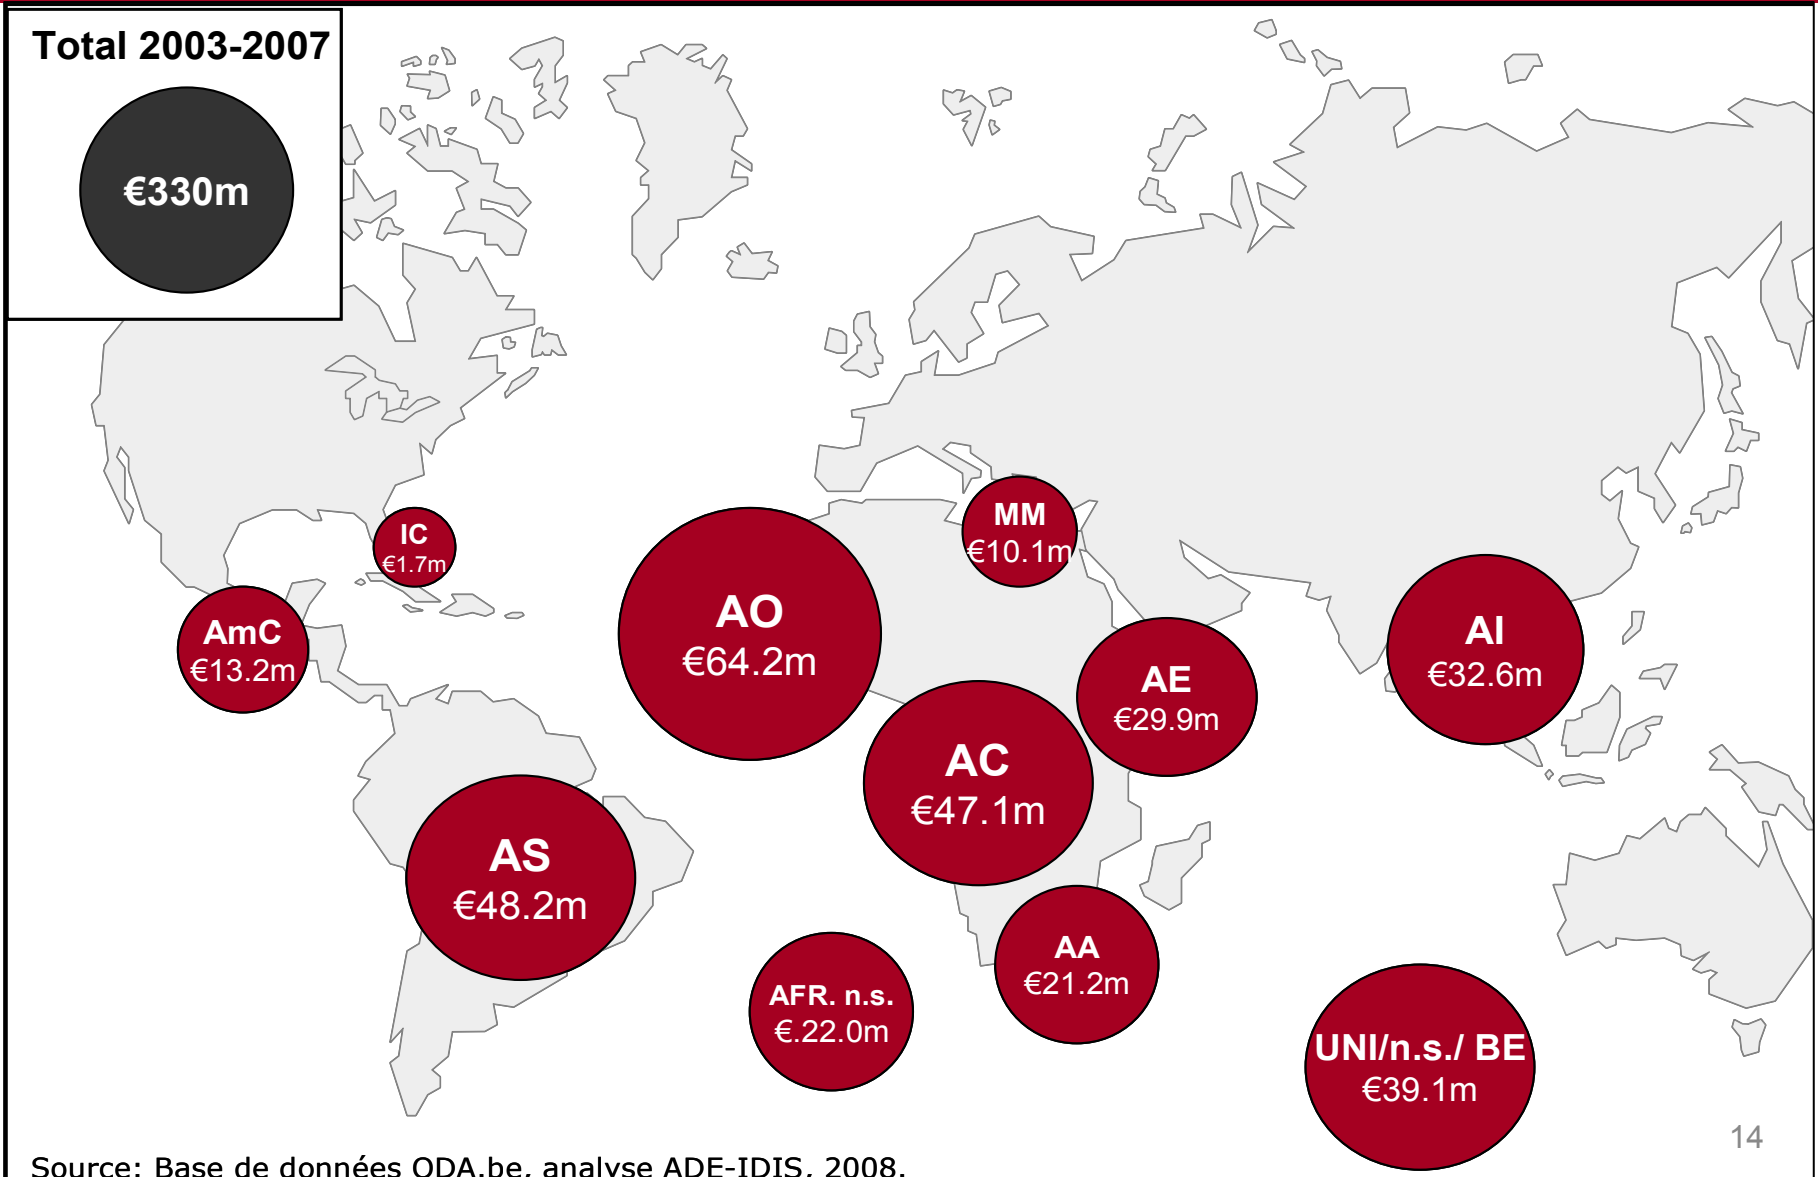 Total 2003-2007
€330m
IC
€1.7m
MM
€10.1m
AmC
€13.2m
AO
€64.2m
AE
€29.9m
AI
€32.6m
AC
€47.1m
AS
€48.2m
AA
€21.2m
AFR. n.s.
€.22.0m
UNI/n.s./ BE
€39.1m
14
Source: Base de données ODA.be, analyse ADE-IDIS, 2008.